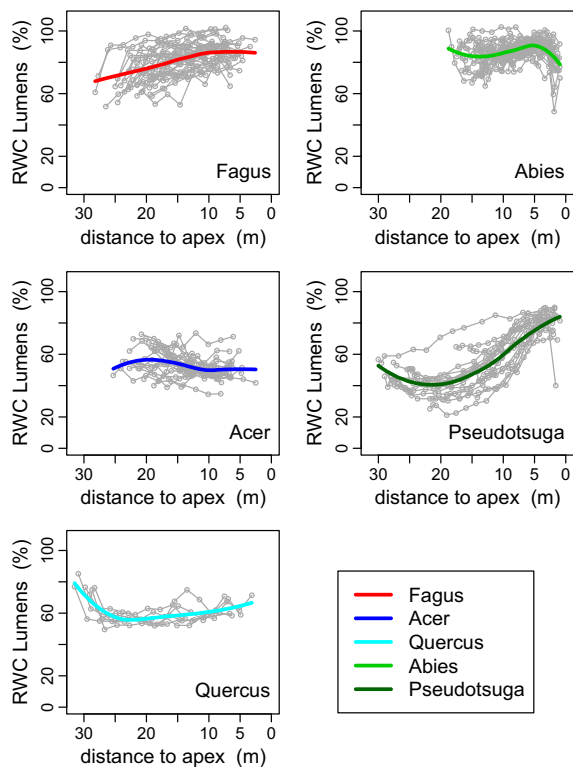 RWC Lumens (%)
100
60
20
0
Fagus
30 20 10 5 0
distance to apex (m)
RWC Lumens (%)
100
60
20
0
Abies
30 20 10 5 0
distance to apex (m)
RWC Lumens (%)
100
60
20
0
Acer
30 20 10 5 0
distance to apex (m)
RWC Lumens (%)
100
60
20
0
Pseudotsuga
30 20 10 5 0
distance to apex (m)
RWC Lumens (%)
100
60
20
0
Quercus
30 20 10 5 0
distance to apex (m)
Fagus
Acer
Quercus
Abies
Pseudotsuga